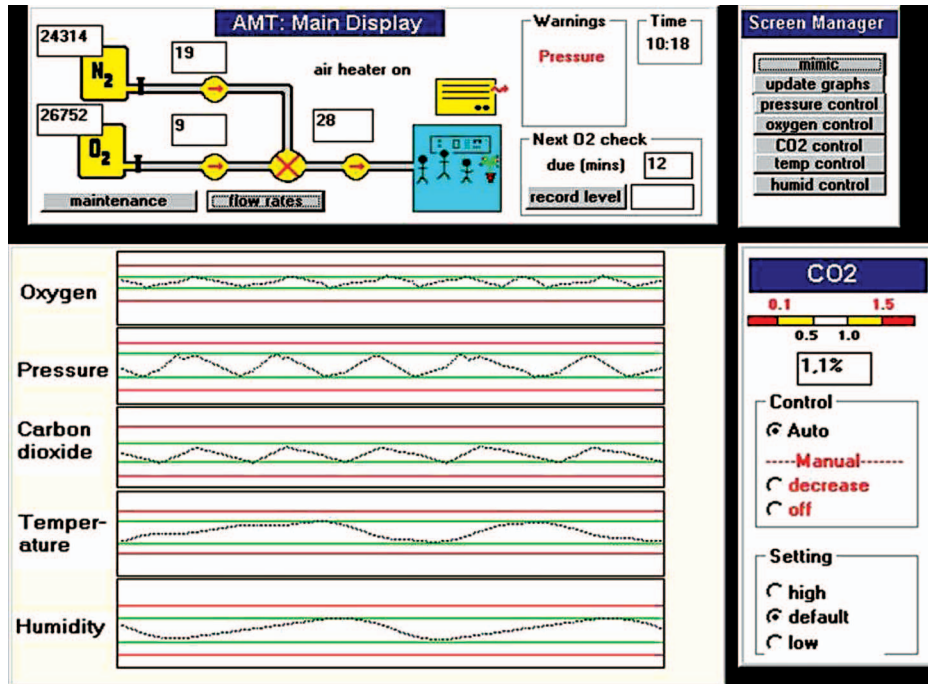 AMT: Main Display
24314
N2
19
air heater on
26752
O2
9
28
maintenance
flow rates
Warnings
Pressure
Time
10:18
Next O2 check
due (mins)
12
record level
Screen Manager
mimic
update graphs
pressure control
oxygen control
CO2 control
temp control
humid control
Oxygen
Pressure
Carbon
dioxide
Temper-
ature
Humidity
CO2
0.1 1.5
0.5 1.0
1,1%
Control
Auto
------Manual-------
decrease
off
Setting
high
default
low